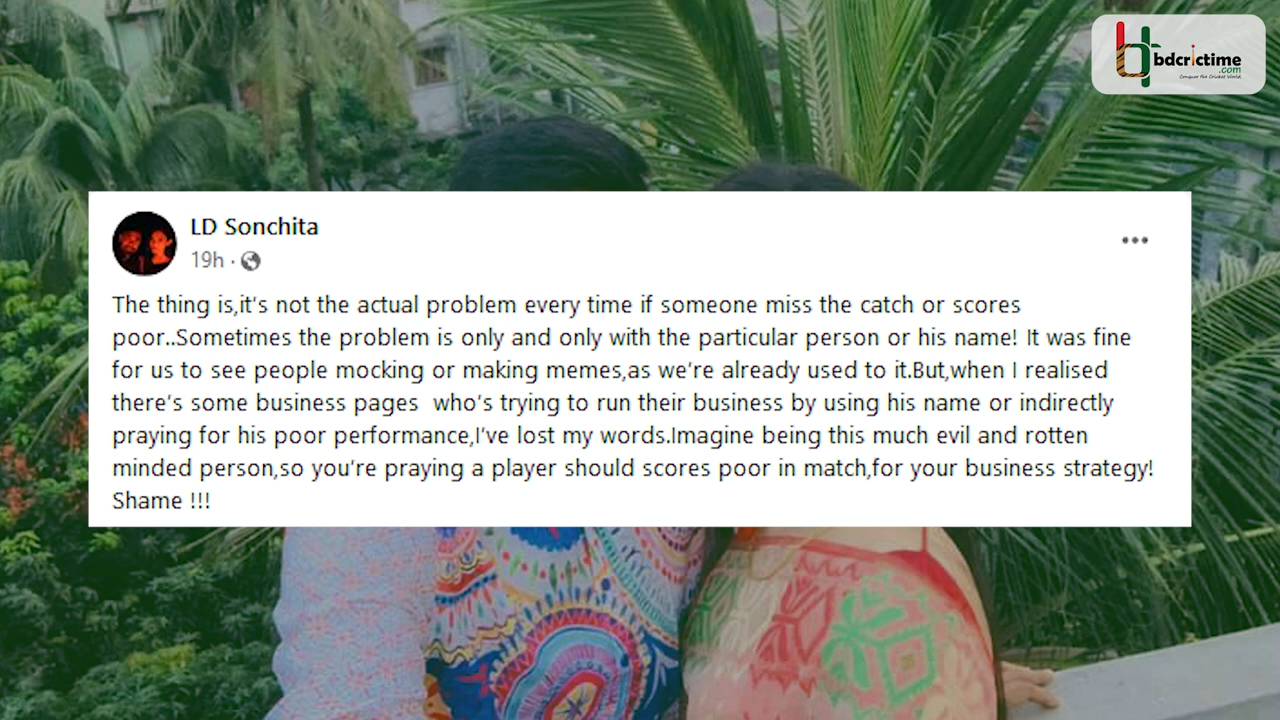 bdcrictime
.com
Conquer the Cricket World
LD Sonchita
19h ·
The thing is,it's not the actual problem every time if someone miss the catch or scores
poor..Sometimes the problem is only and only with the particular person or his name! It was fine
for us to see people mocking or making memes,as we're already used to it.But,when I realised
there's some business pages  who's trying to run their business by using his name or indirectly
praying for his poor performance,I've lost my words.Imagine being this much evil and rotten
minded person,so you're praying a player should scores poor in match,for your business strategy!
Shame !!!